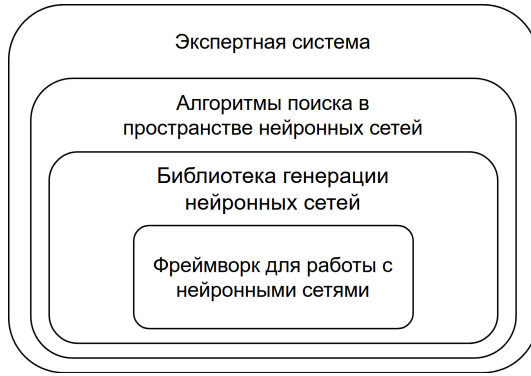 Экспертная система
Алгоритмы поиска в
пространстве нейронных сетей
Библиотека генерации
нейронных сетей
Фреймворк для работы с
нейронными сетями